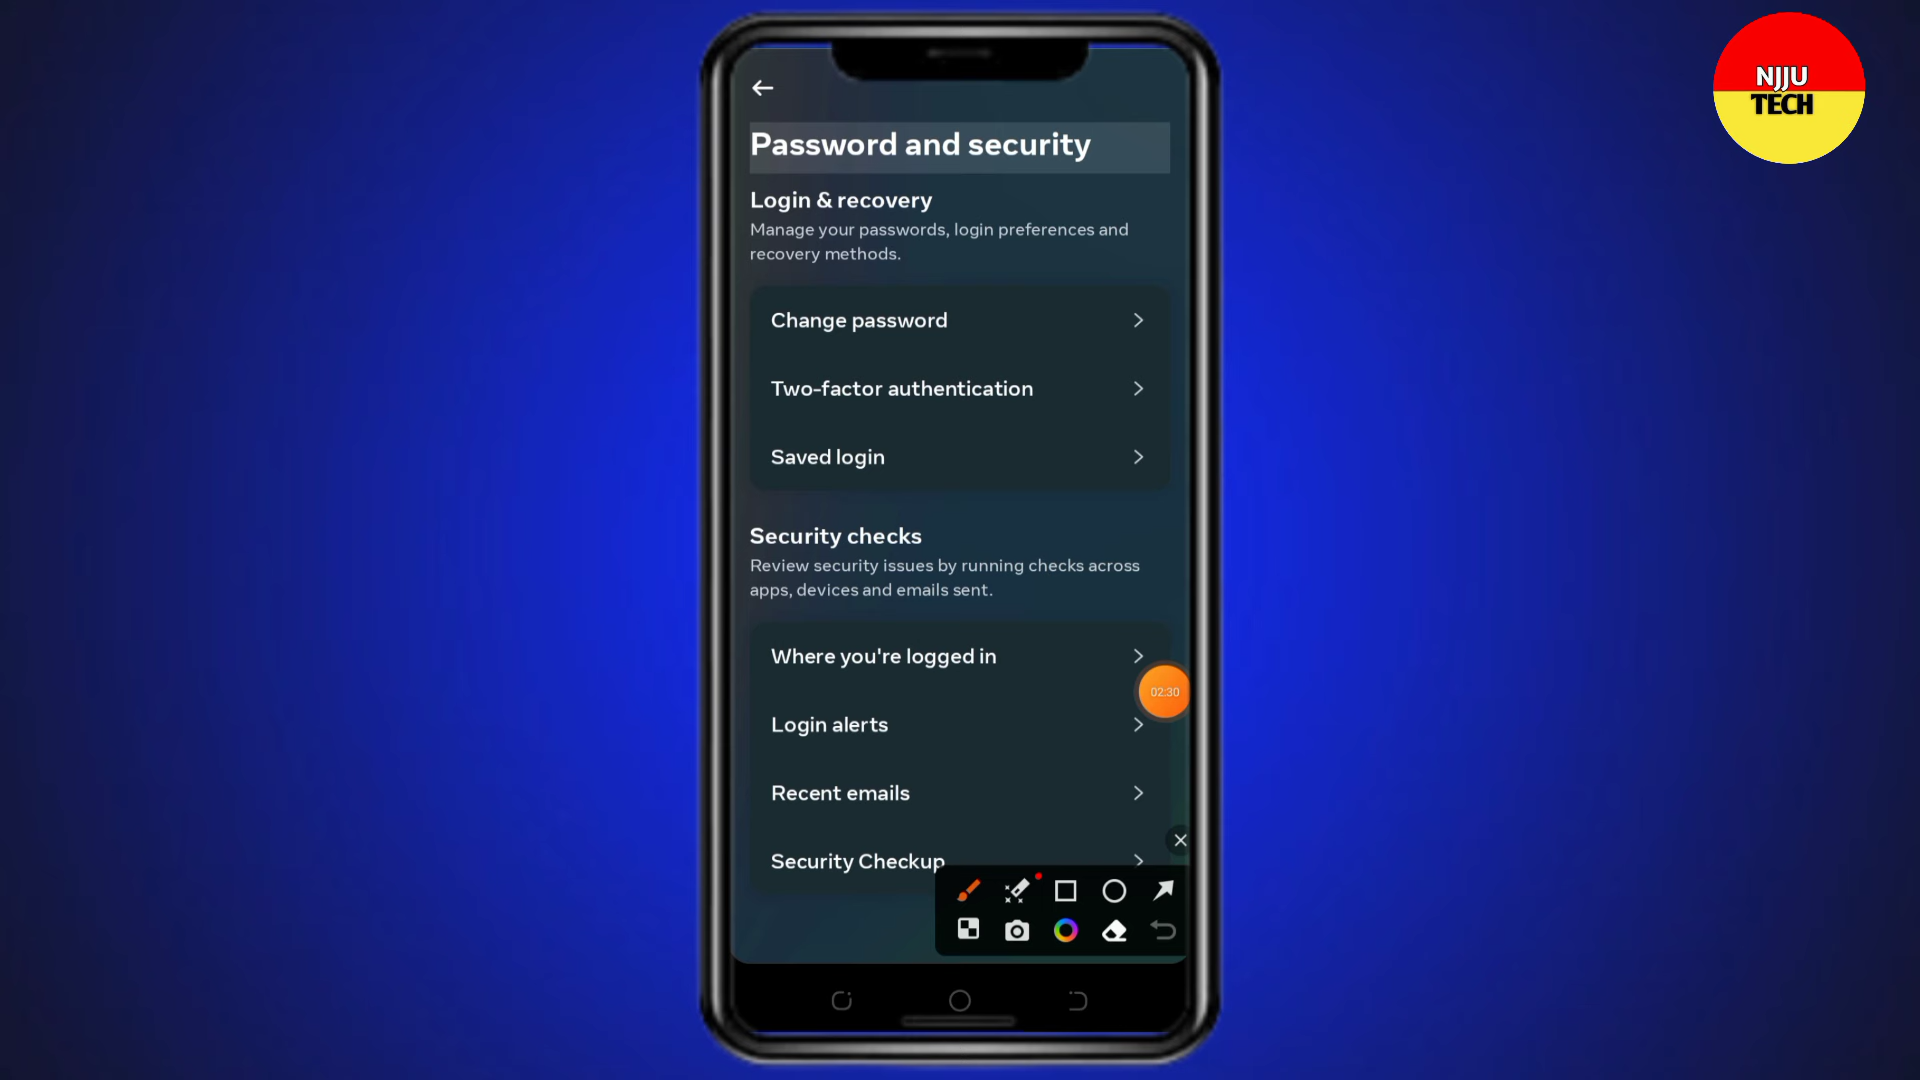 NJJU
TECH
Password and security
Login & recovery
Manage your passwords, login preferences and
recovery methods.
Change password
Two-factor authentication
Saved login
Security checks
Review security issues by running checks across
apps, devices and emails sent.
Where you're logged in
02:30
Login alerts
Recent emails
Security Checkup